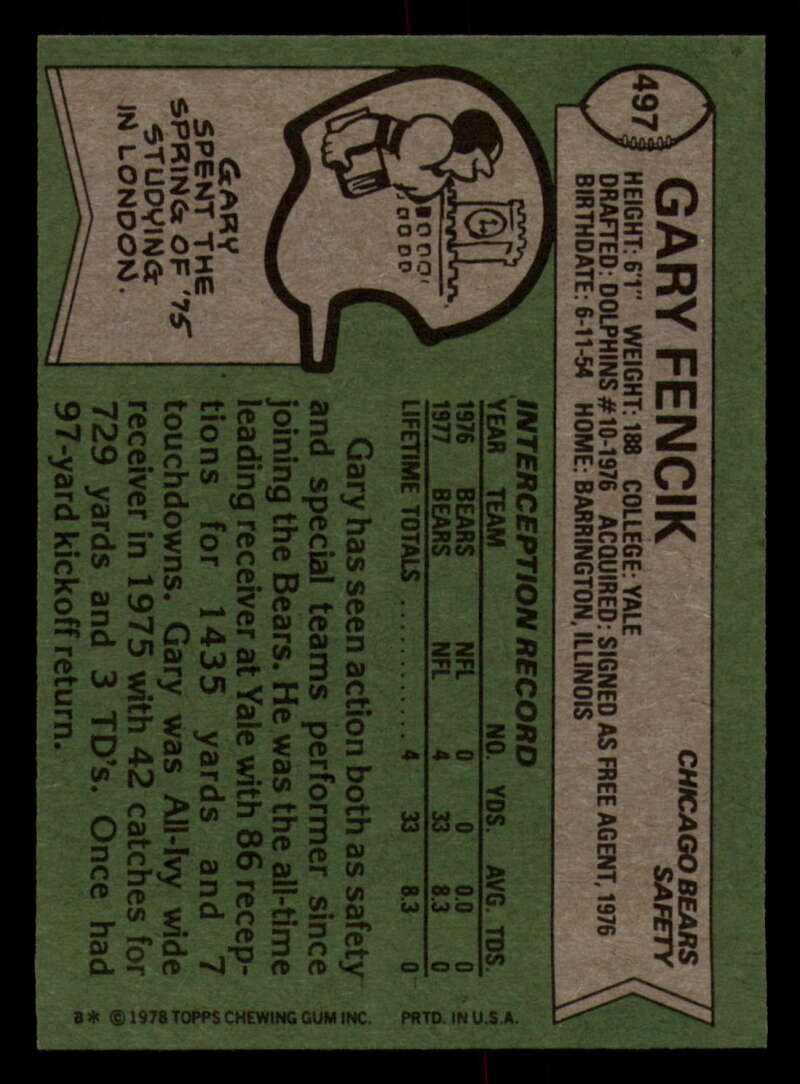 497
GARY FENCIK
CHICAGO BEARS
SAFETY
HEIGHT: 6'1" WEIGHT: 188 COLLEGE: YALE
DRAFTED: DOLPHINS #10-1976 ACQUIRED: SIGNED AS FREE AGENT, 1976
BIRTHDATE: 6-11-54 HOME: BARRINGTON, ILLINOIS
GARY
SPENT THE
SPRING OF '75
STUDYING
IN LONDON.
INTERCEPTION RECORD
YEAR TEAM NO. YDS. AVG. TDS.
1976 BEARS NFL 0 0 0.0 0
1977 BEARS NFL 4 33 8.3 0
LIFETIME TOTALS .......... 4 33 8.3 0
Gary has seen action both as safety
and special teams performer since
joining the Bears. He was the all-time
leading receiver at Yale with 86 recep-
tions for 1435 yards and 7
touchdowns. Gary was All-Ivy wide
receiver in 1975 with 42 catches for
729 yards and 3 TD's. Once had
97-yard kickoff return.
a* © 1978 TOPPS CHEWING GUM INC. PRTD. IN U.S.A.